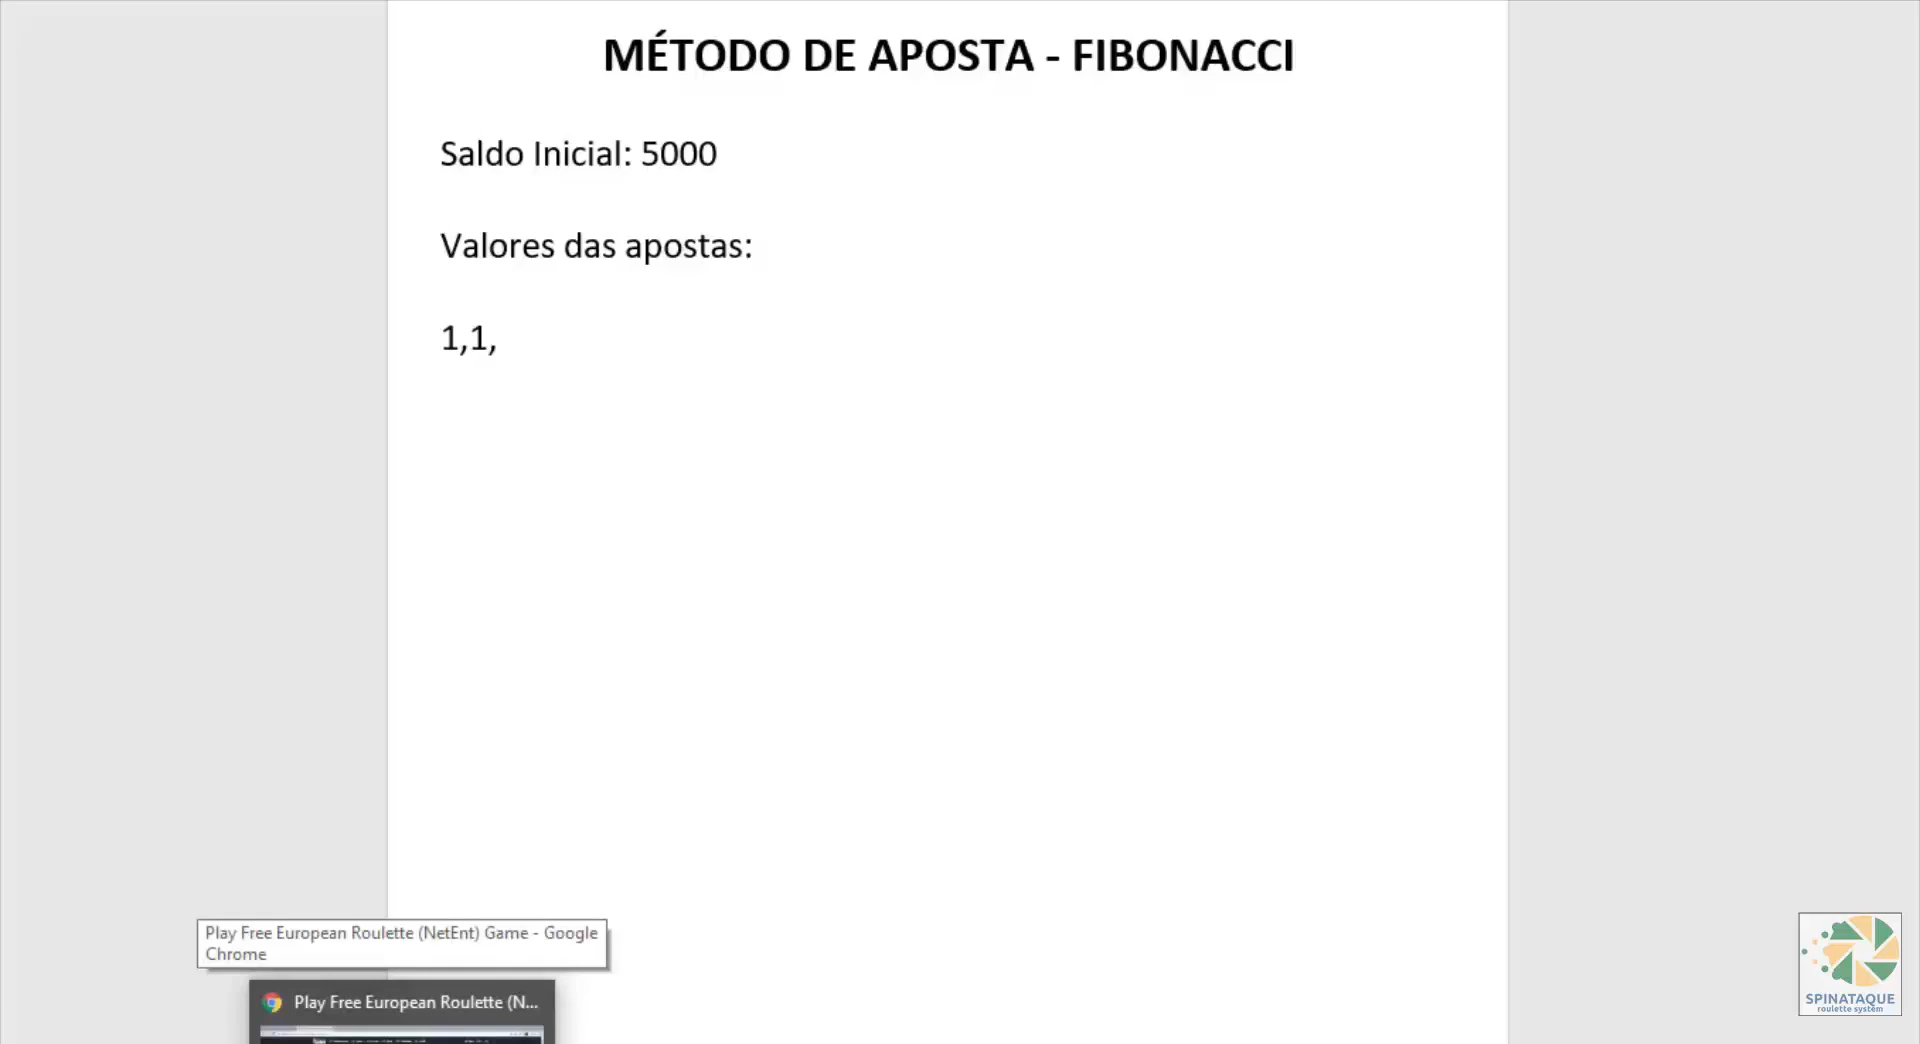 MÉTODO DE APOSTA - FIBONACCI
Saldo Inicial: 5000
Valores das apostas:
1,1,
Play Free European Roulette (NetEnt) Game - Google
Chrome
Play Free European Roulette (N...
SPINATAQUE
roulette system